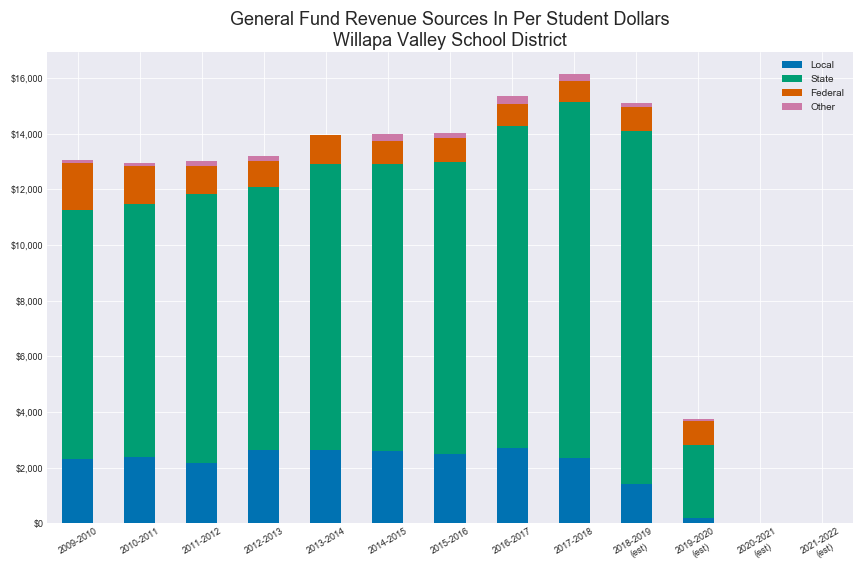 General Fund Revenue Sources In Per Student Dollars
Willapa Valley School District
Local
State
Federal
Other
$16,000
$14,000
$12,000
$10,000
$8,000
$6,000
$4,000
$2,000
$0
2009-2010
2010-2011
2011-2012
2012-2013
2013-2014
2014-2015
2015-2016
2016-2017
2017-2018
2018-2019
(est)
2019-2020
(est)
2020-2021
(est)
2021-2022
(est)